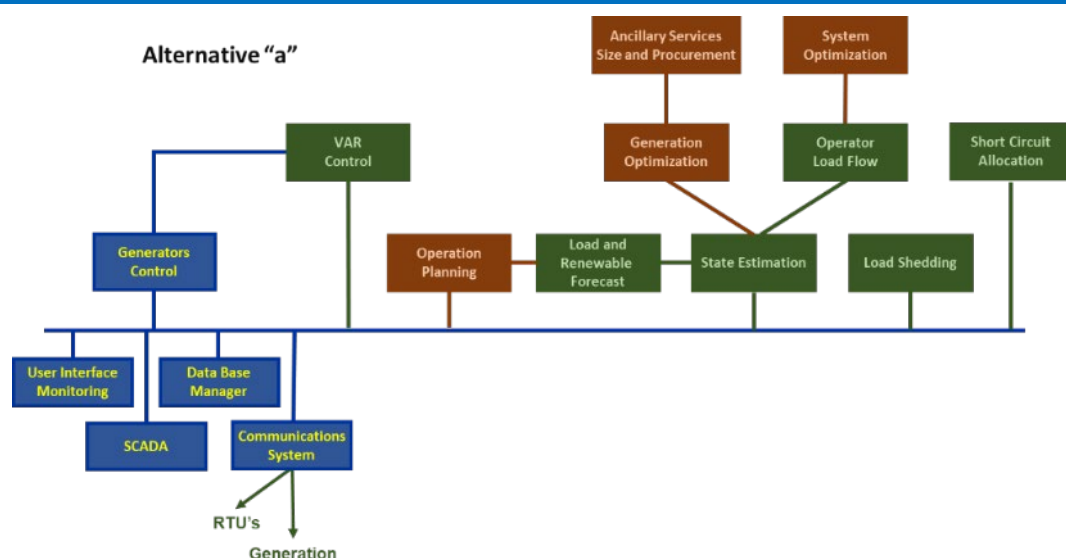 Alternative “a”
Ancillary Services
Size and Procurement
System
Optimization
VAR
Control
Generation
Optimization
Operator
Load Flow
Short Circuit
Allocation
Generators
Control
Operation
Planning
Load and
Renewable
Forecast
State Estimation
Load Shedding
User Interface
Monitoring
Data Base
Manager
SCADA
Communications
System
RTU's
Generation